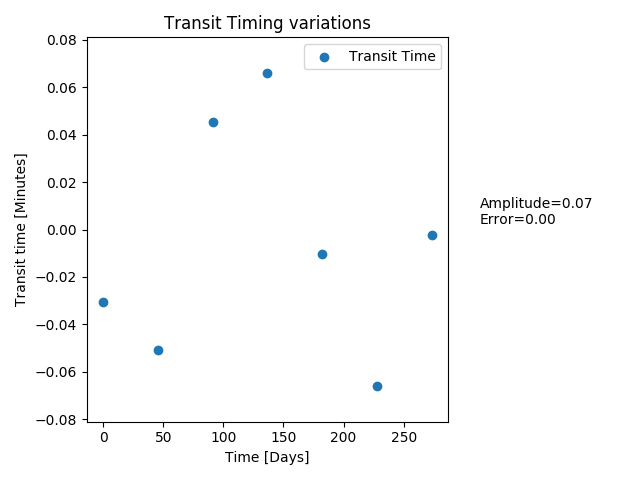 Transit Timing variations
Transit Time
0.08
0.06
0.04
0.02
0.00
−0.02
−0.04
−0.06
−0.08
Transit time [Minutes]
Amplitude=0.07
Error=0.00
0 50 100 150 200 250
Time [Days]